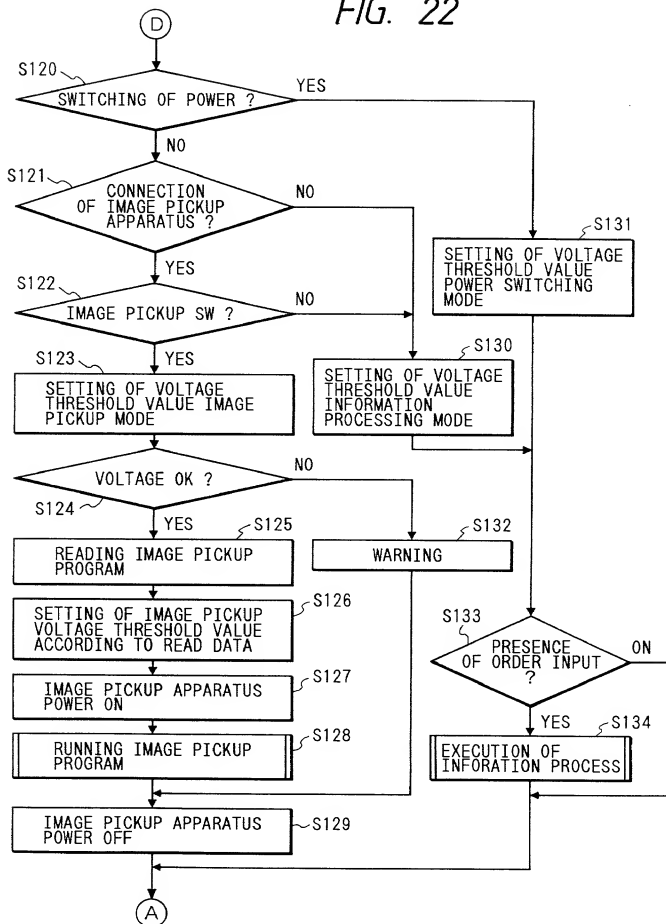 FIG. 22
D
S120
SWITCHING OF POWER ?
YES
NO
S121
CONNECTION
OF IMAGE PICKUP
APPARATUS ?
NO
YES
S131
SETTING OF VOLTAGE
THRESHOLD VALUE
POWER SWITCHING
MODE
S122
IMAGE PICKUP SW ?
NO
YES
S123
SETTING OF VOLTAGE
THRESHOLD VALUE IMAGE
PICKUP MODE
S130
SETTING OF VOLTAGE
THRESHOLD VALUE
INFORMATION
PROCESSING MODE
VOLTAGE OK ?
NO
S124
YES
S125
READING IMAGE PICKUP
PROGRAM
S132
WARNING
S126
SETTING OF IMAGE PICKUP
VOLTAGE THRESHOLD VALUE
ACCORDING TO READ DATA
S133
PRESENCE
OF ORDER INPUT
?
ON
YES
S127
IMAGE PICKUP APPARATUS
POWER ON
S128
RUNNING IMAGE PICKUP
PROGRAM
S134
EXECUTION OF
INFORATION PROCESS
IMAGE PICKUP APPARATUS
POWER OFF
S129
A